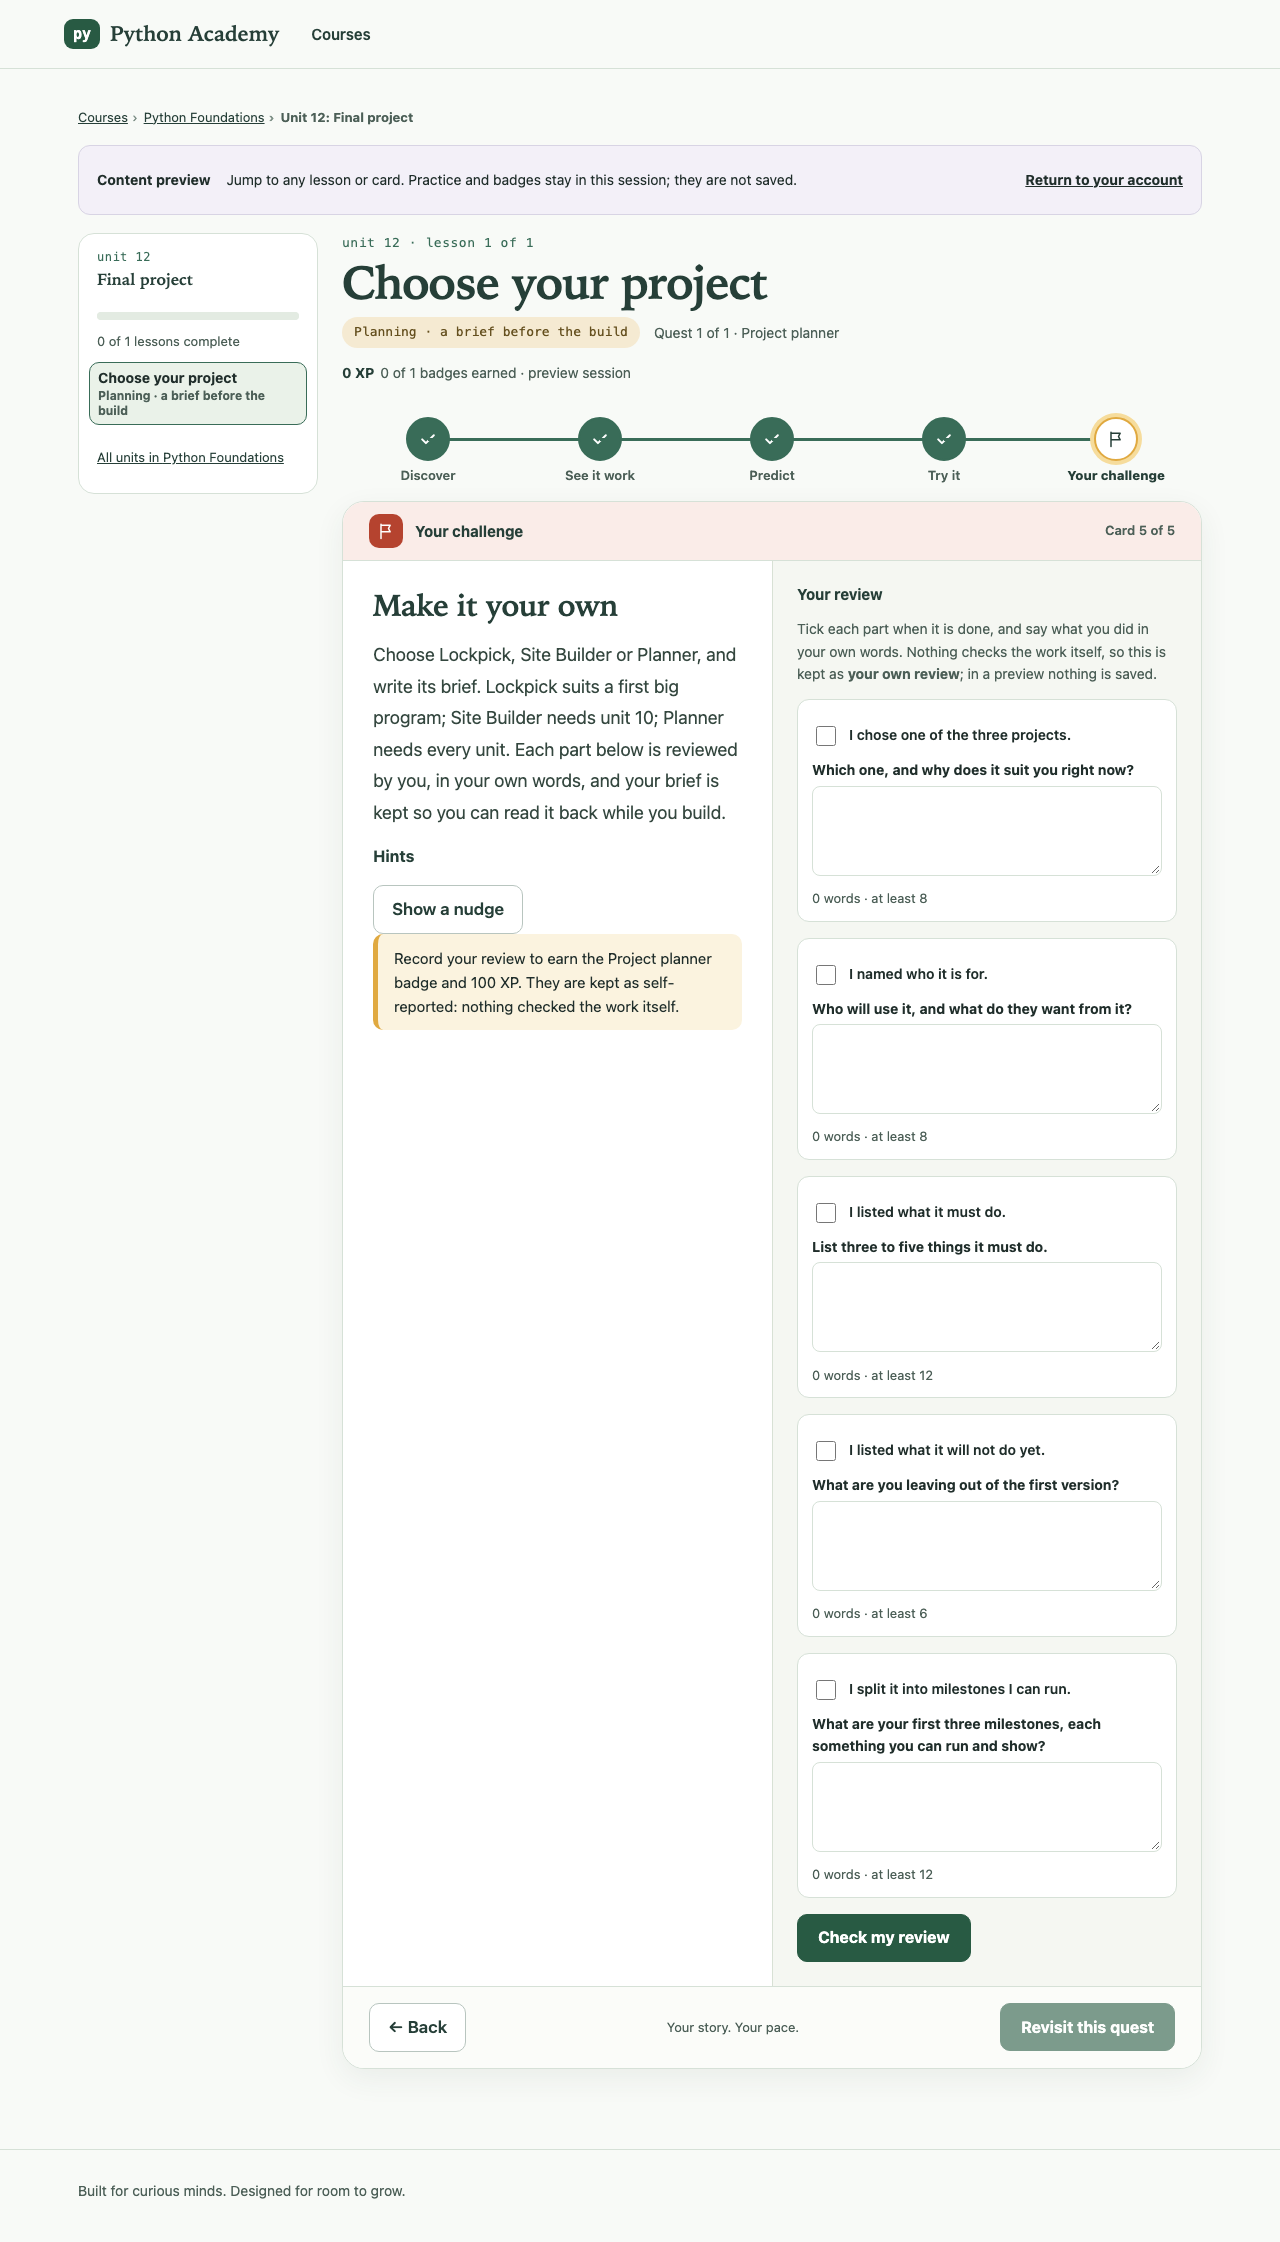 py Python Academy Courses
Courses › Python Foundations › Unit 12: Final project
Content preview Jump to any lesson or card. Practice and badges stay in this session; they are not saved. Return to your account
unit 12
Final project
0 of 1 lessons complete
Choose your project
Planning · a brief before the
build
All units in Python Foundations
unit 12 · lesson 1 of 1
Choose your project
Planning · a brief before the build Quest 1 of 1 · Project planner
0 XP 0 of 1 badges earned · preview session
Discover See it work Predict Try it Your challenge
Your challenge Card 5 of 5
Make it your own
Choose Lockpick, Site Builder or Planner, and
write its brief. Lockpick suits a first big
program; Site Builder needs unit 10; Planner
needs every unit. Each part below is reviewed
by you, in your own words, and your brief is
kept so you can read it back while you build.
Hints
Show a nudge
Record your review to earn the Project planner
badge and 100 XP. They are kept as self-
reported: nothing checked the work itself.
Your review
Tick each part when it is done, and say what you did in
your own words. Nothing checks the work itself, so this is
kept as your own review; in a preview nothing is saved.
I chose one of the three projects.
Which one, and why does it suit you right now?
0 words · at least 8
I named who it is for.
Who will use it, and what do they want from it?
0 words · at least 8
I listed what it must do.
List three to five things it must do.
0 words · at least 12
I listed what it will not do yet.
What are you leaving out of the first version?
0 words · at least 6
I split it into milestones I can run.
What are your first three milestones, each
something you can run and show?
0 words · at least 12
Check my review
← Back Your story. Your pace. Revisit this quest
Built for curious minds. Designed for room to grow.